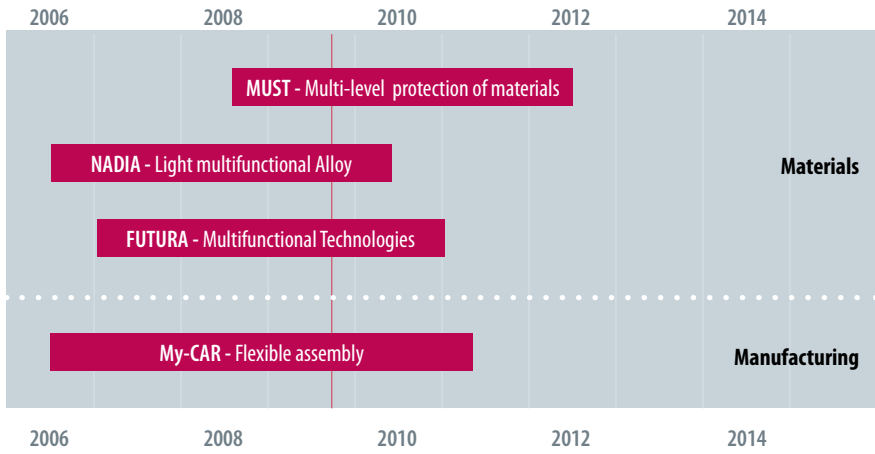 2006 2008 2010 2012 2014
MUST - Multi-level protection of materials
NADIA - Light multifunctional Alloy
Materials
FUTURA - Multifunctional Technologies
My-CAR - Flexible assembly
Manufacturing
2006 2008 2010 2012 2014